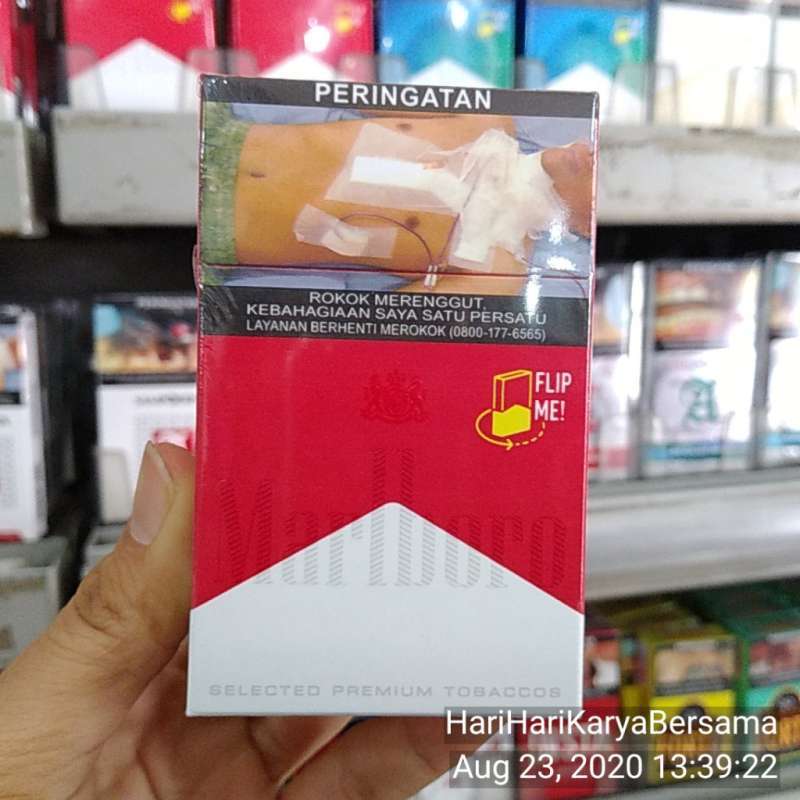 PERINGATAN
ROKOK MERENGGUT
KEBAHAGIAAN SAYA SATU PERSATU
LAYANAN BERHENTI MEROKOK (0800-177-6565)
FLIP
ME!
Marlboro
SELECTED PREMIUM TOBACCOS
HariHariKaryaBersama
Aug 23, 2020 13:39:22